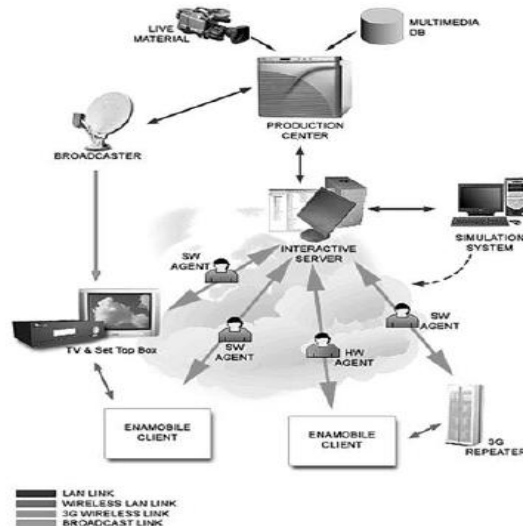 LIVE
MATERIAL
MULTIMEDIA
DB
PRODUCTION
CENTER
BROADCASTER
INTERACTIVE
SERVER
SIMULATION
SYSTEM
SW
AGENT
SW
AGENT
SW
AGENT
HW
AGENT
TV & Set Top Box
ENAMOBILE
CLIENT
ENAMOBILE
CLIENT
3G
REPEATER
LAN LINK
WIRELESS LAN LINK
3G WIRELESS LINK
BROADCAST LINK